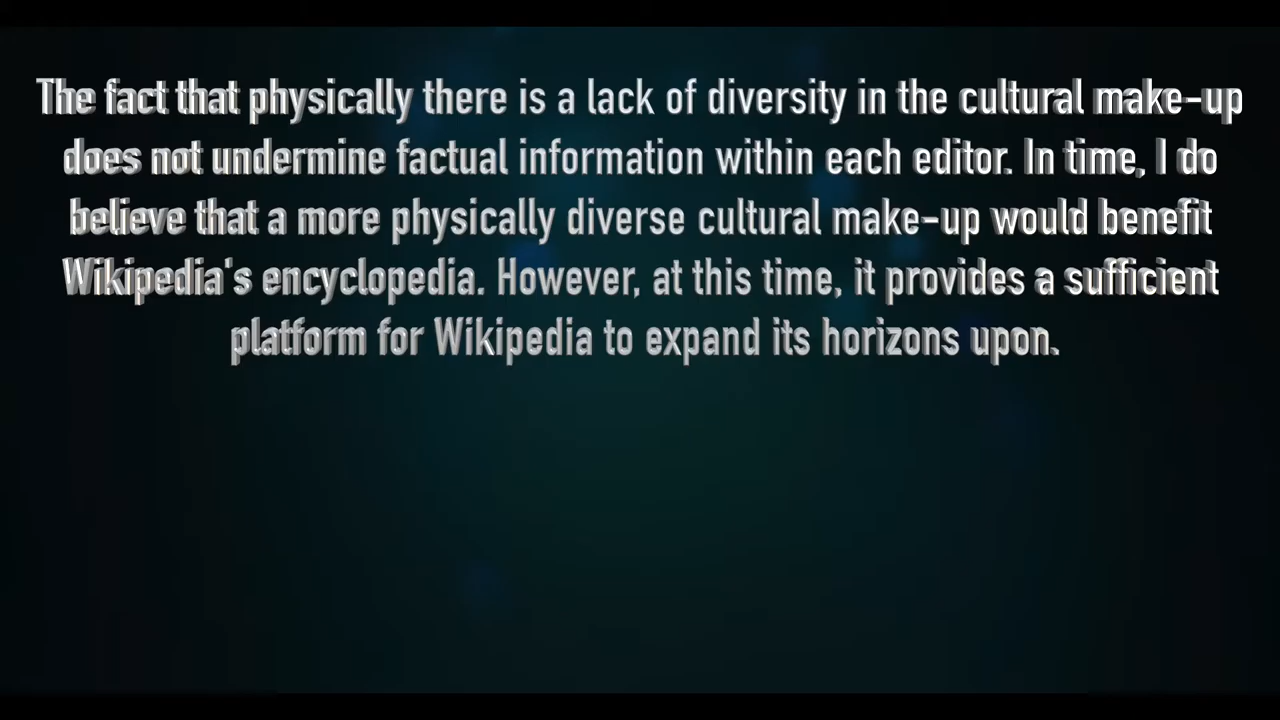 The fact that physically there is a lack of diversity in the cultural make-up
does not undermine factual information within each editor. In time, I do
believe that a more physically diverse cultural make-up would benefit
Wikipedia's encyclopedia. However, at this time, it provides a sufficient
platform for Wikipedia to expand its horizons upon.